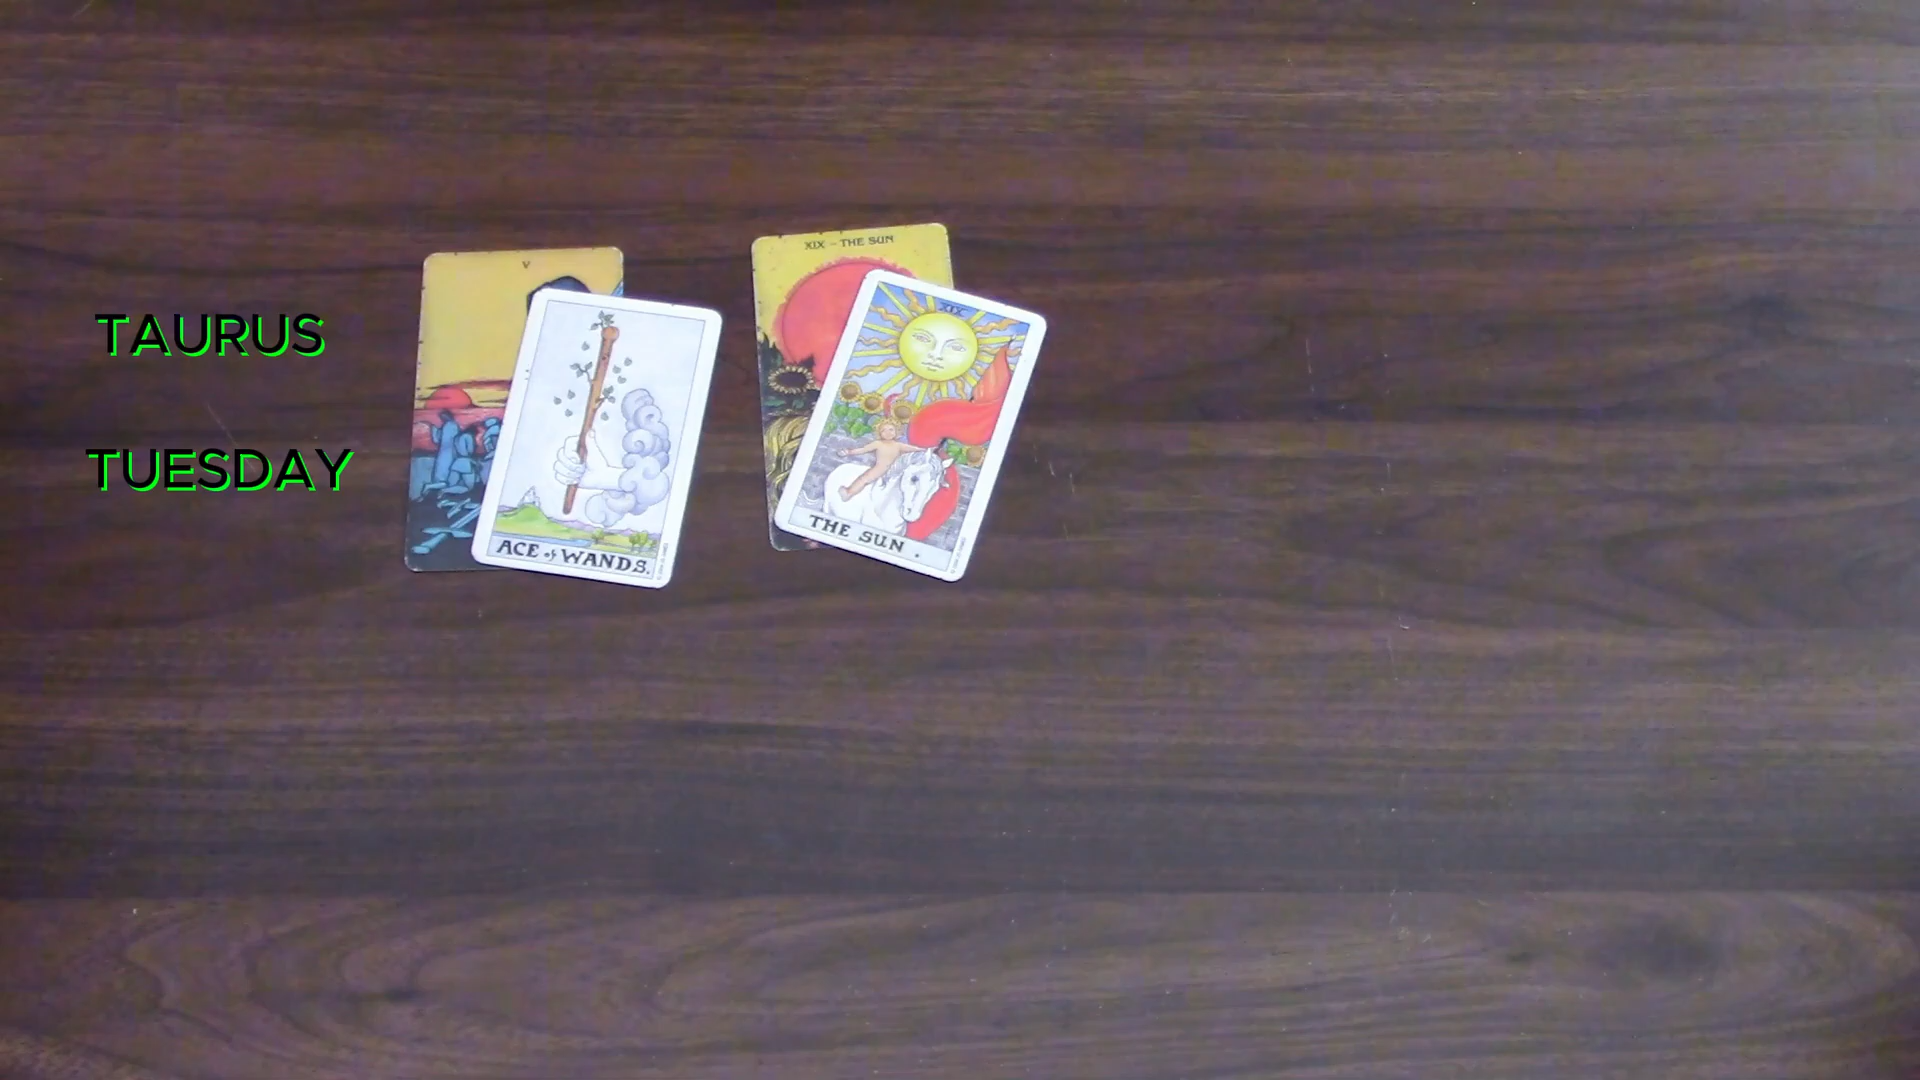 TAURUS
TUESDAY
V
ACE of WANDS.
XIX – THE SUN
XIX
THE SUN.